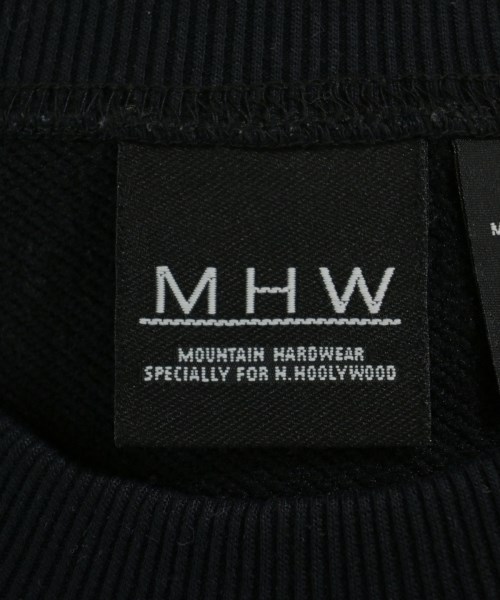 MHW
MOUNTAIN HARDWEAR
SPECIALLY FOR N.HOOLYWOOD
M